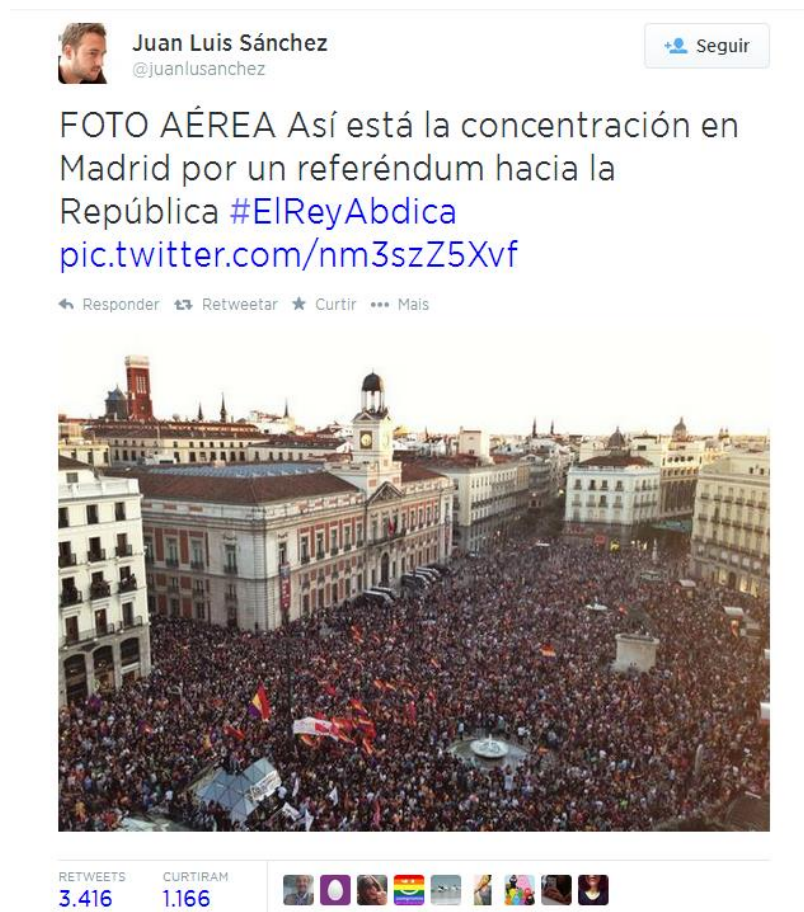 Juan Luis Sánchez
@juanlusanchez
Seguir
FOTO AÉREA Así está la concentración en
Madrid por un referéndum hacia la
República #ElReyAbdica
pic.twitter.com/nm3szZ5Xvf
Responder Retweetar Curtir Mais
RETWEETS CURTIRAM
3.416 1.166